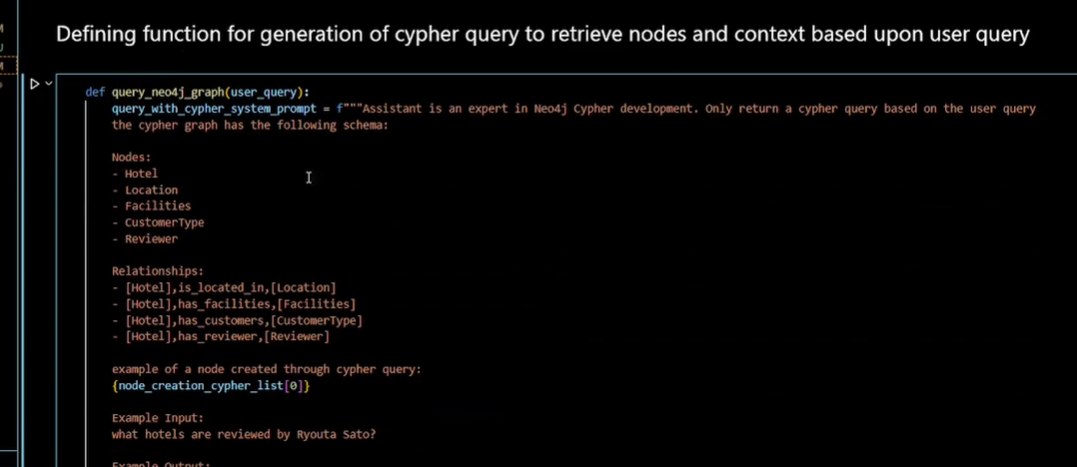 Defining function for generation of cypher query to retrieve nodes and context based upon user query
def query_neo4j_graph(user_query):
query_with_cypher_system_prompt = f"""Assistant is an expert in Neo4j Cypher development. Only return a cypher query based on the user query
the cypher graph has the following schema:
Nodes:
- Hotel
- Location
- Facilities
- CustomerType
- Reviewer
Relationships:
- [Hotel],is_located_in,[Location]
- [Hotel],has_facilities,[Facilities]
- [Hotel],has_customers,[CustomerType]
- [Hotel],has_reviewer,[Reviewer]
example of a node created through cypher query:
{node_creation_cypher_list[0]}
Example Input:
what hotels are reviewed by Ryouta Sato?
Example Output: